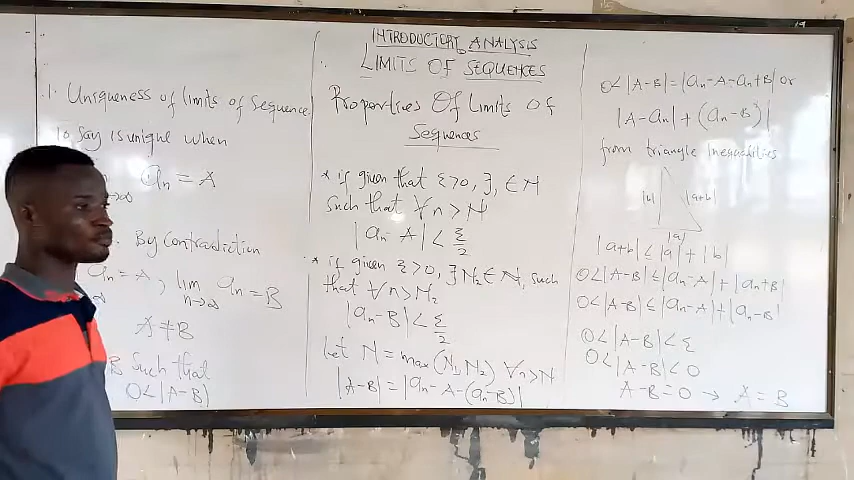 INTRODUCTORY ANALYSIS
LIMITS OF SEQUENCES
1. Uniqueness of limits of Sequence
To Say is unique when
n→∞ an = A
By Contradiction
an = A, lim n→∞ an = B
A ≠ B
B Such that
0< |A-B|
Properties Of Limits of
Sequences
* if given that ε>0, ∃, ∈ N
such that ∀n > N
|an - A| < ε/2
* if given ε>0, ∃ N2 ∈ N, such
that ∀n>N2
|an - B| < ε/2
Let N = max(N1, N2) ∀n>N
|A-B| = |an - A-(an-B)|
0< |A-B| = |an - A - an + B| or
|A - an| + (an - B)|
from triangle Inequalities
|b| |a+b|
|a|
|a+b| ≤ |a| + |b|
0< |A-B| ≤ |an - A| + |an + B|
0< |A-B| ≤ |an - A| + |an - B|
0< |A-B| < ε
0< |A-B| < 0
A-B = 0 → A = B